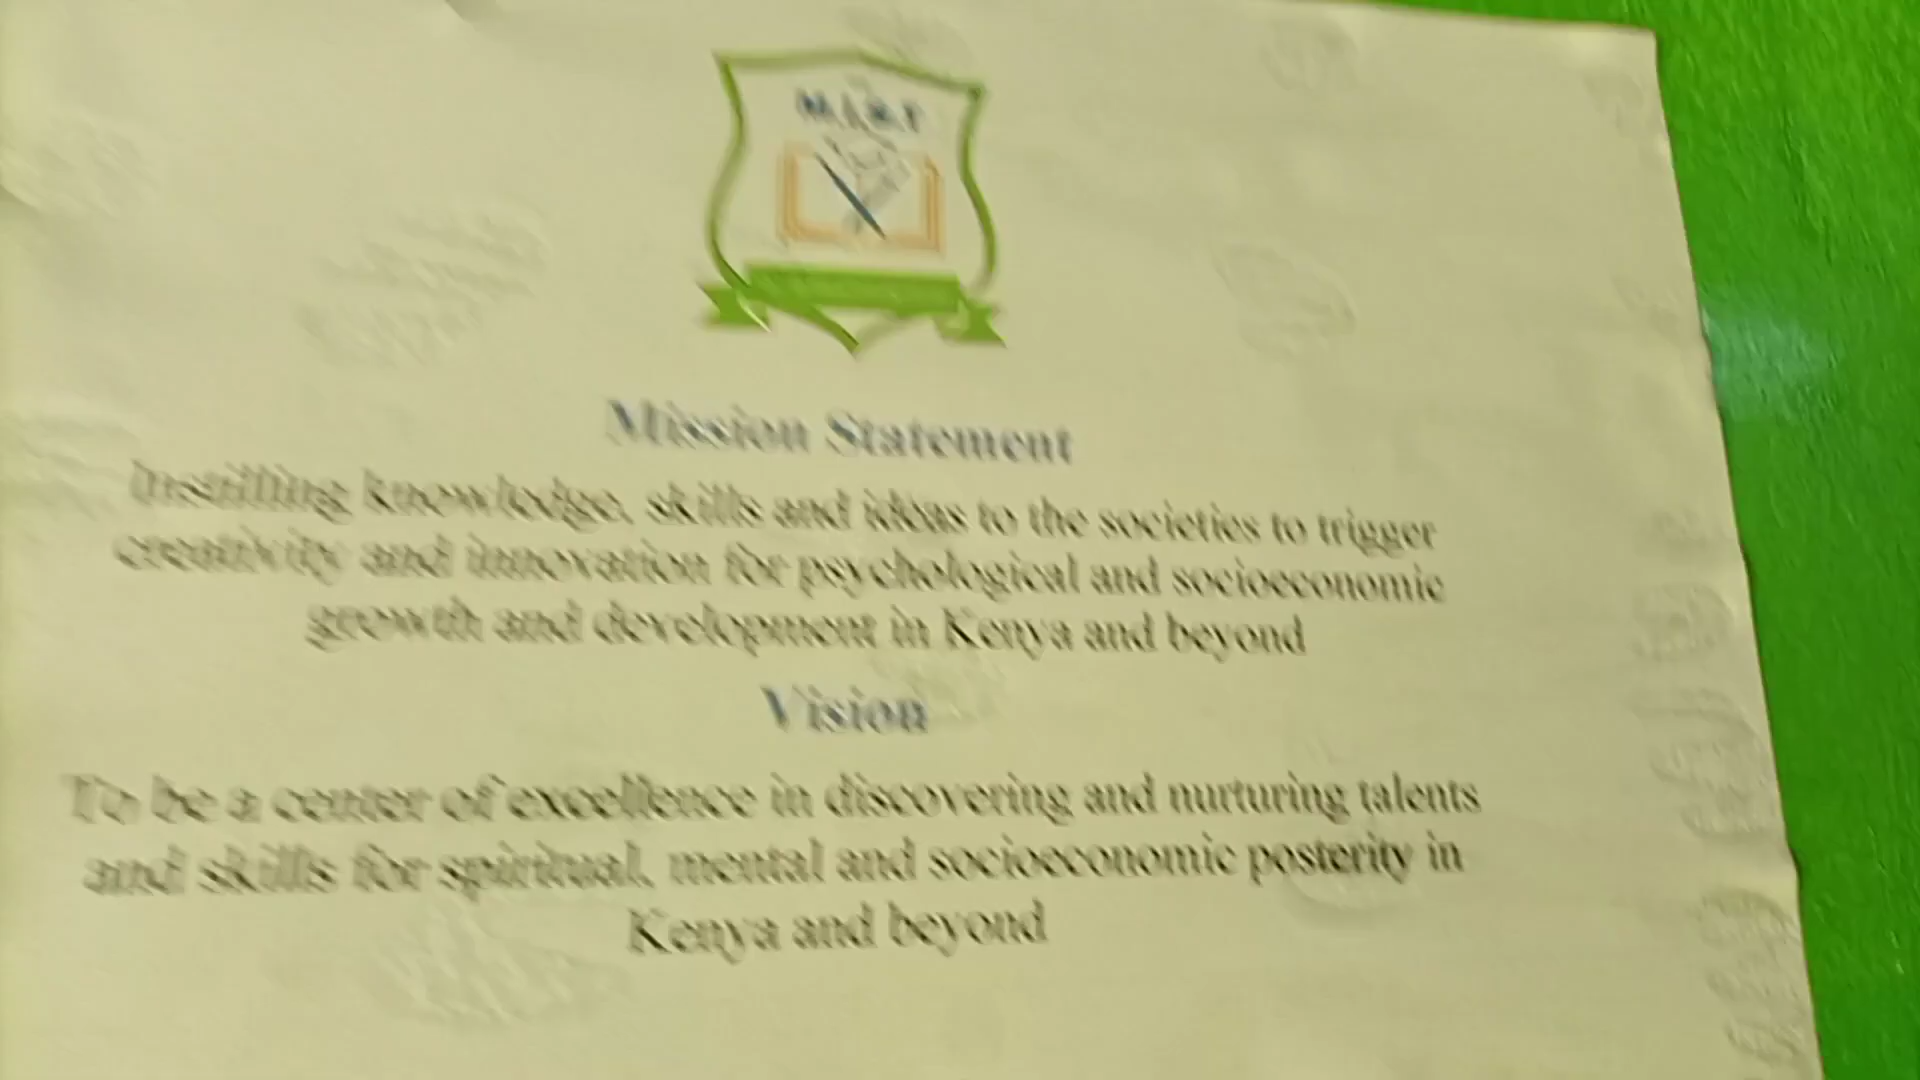 Mission Statement
Instilling knowledge, skills and ideas to the societies to trigger
creativity and innovation for psychological and socioeconomic
growth and development in Kenya and beyond
Vision
To be a center of excellence in discovering and nurturing talents
and skills for spiritual, mental and socioeconomic posterity in
Kenya and beyond